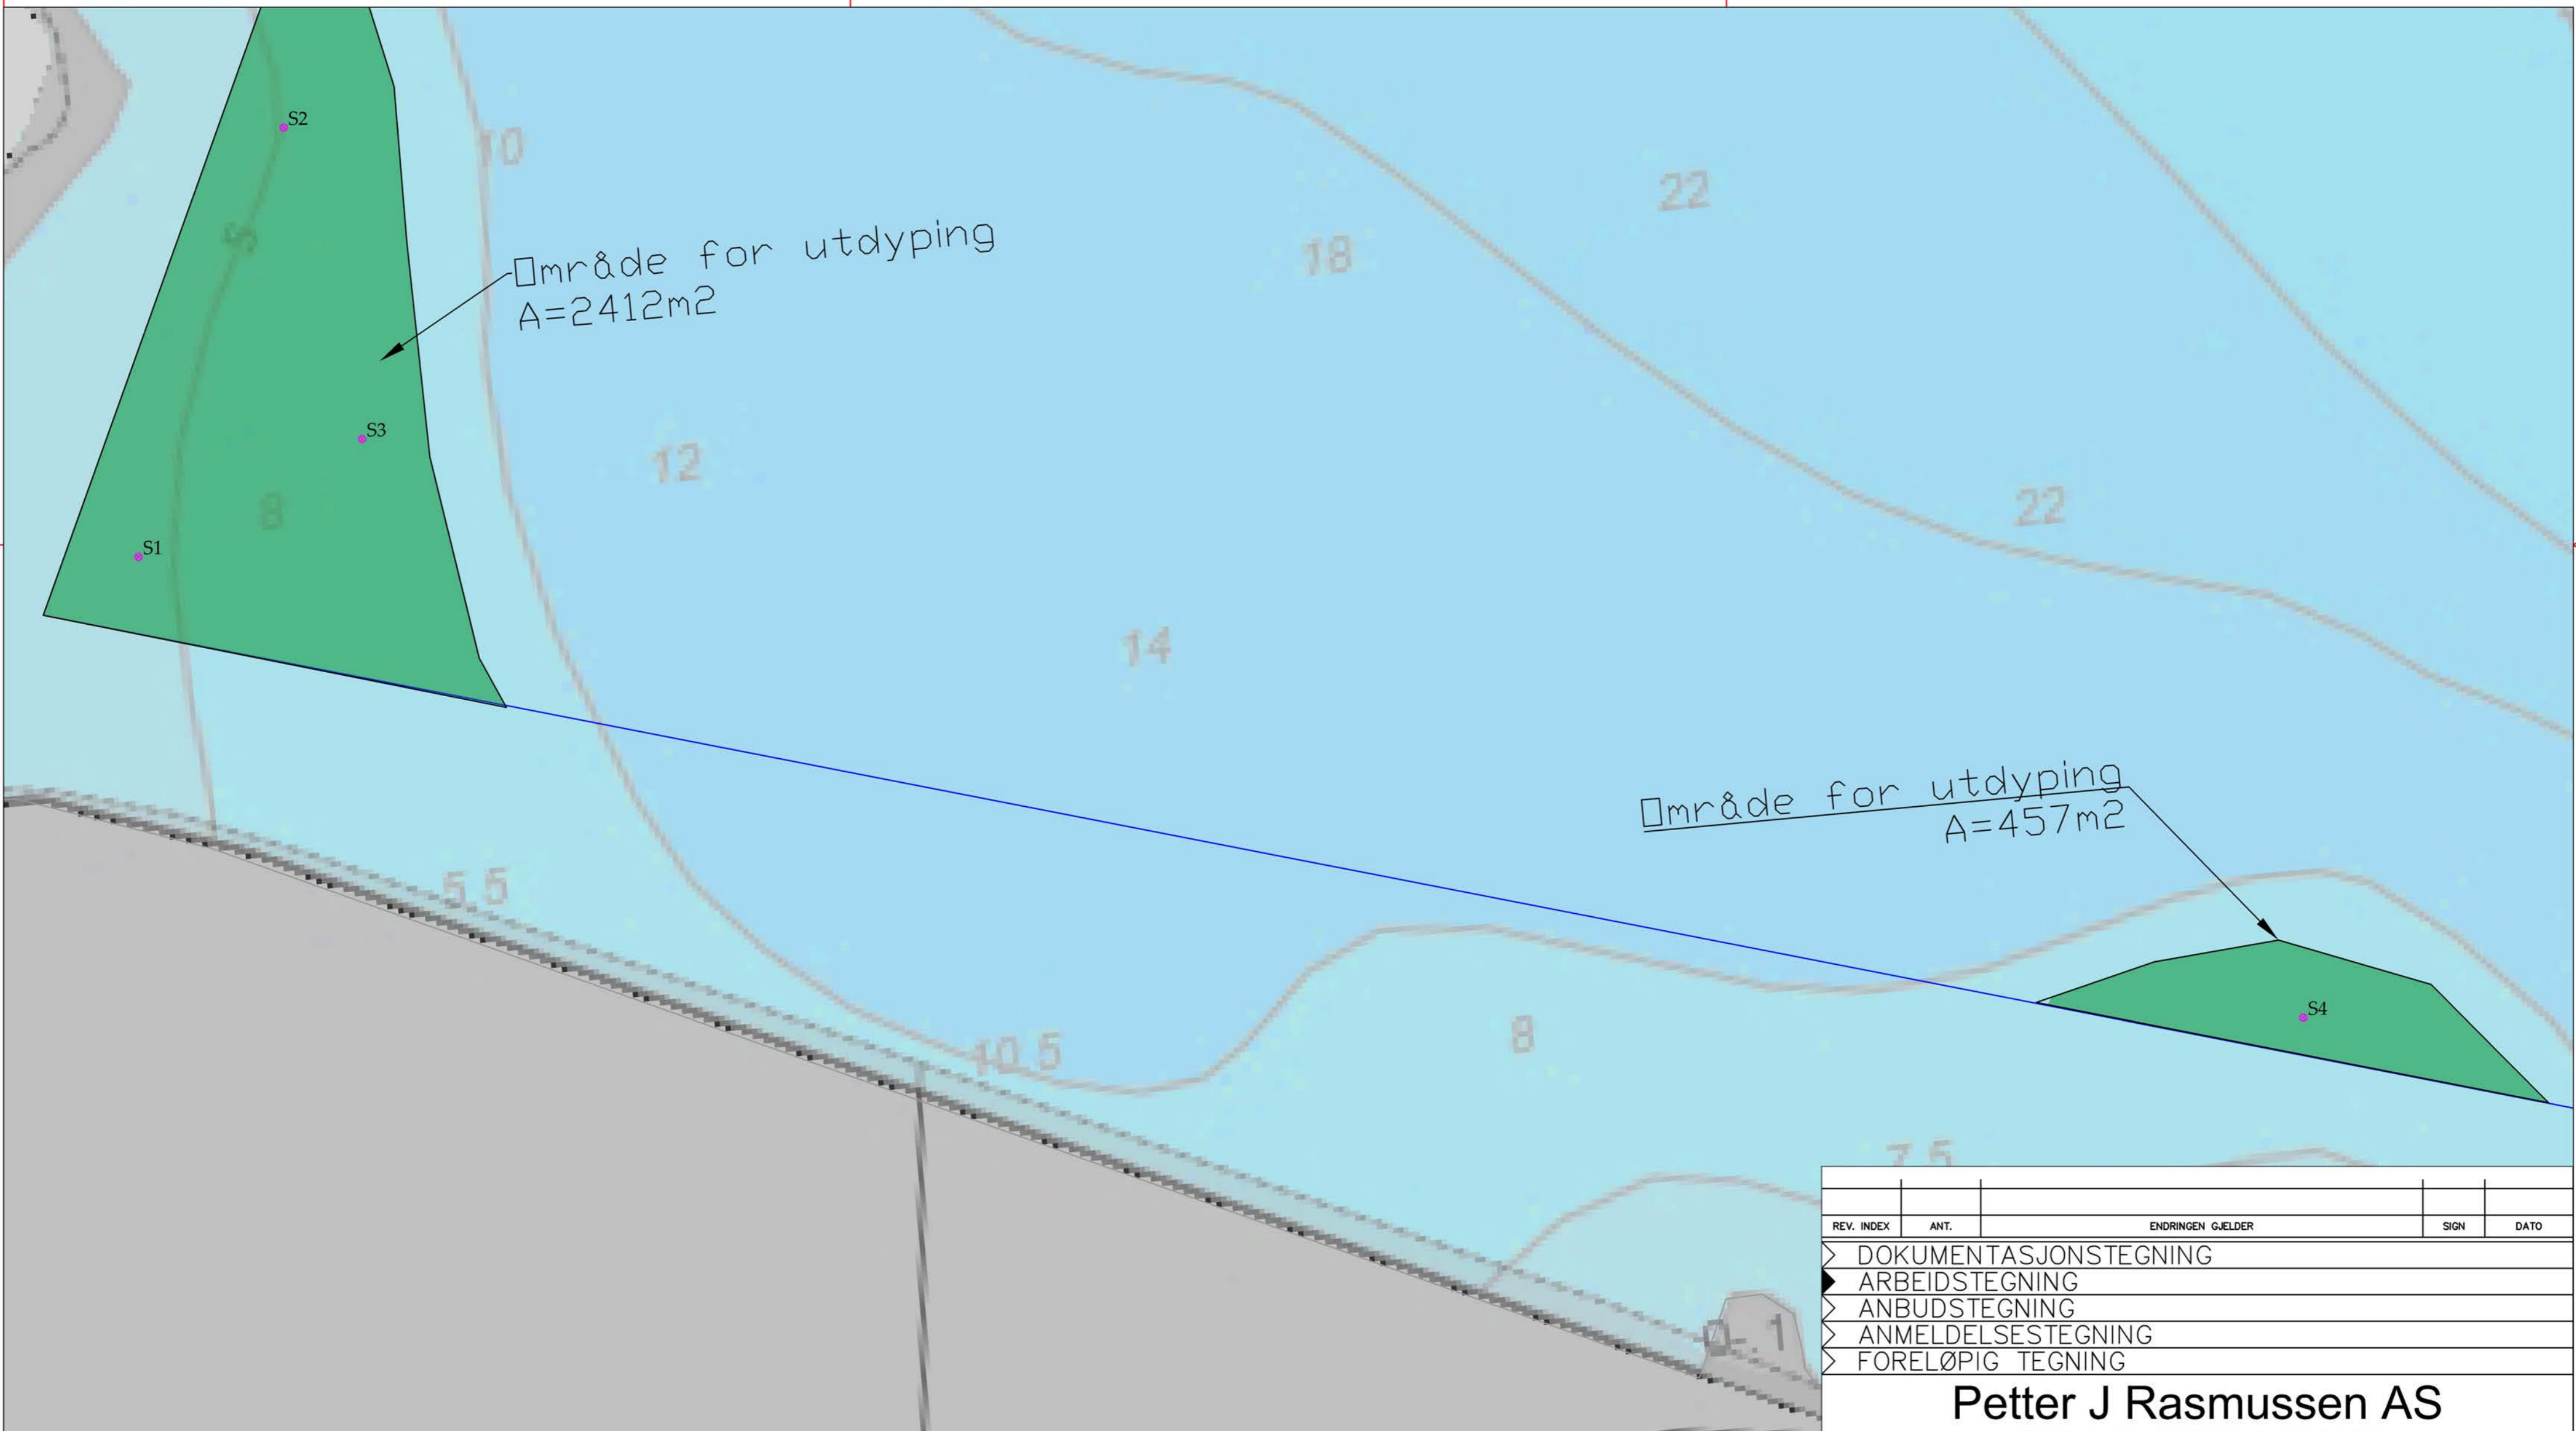 S2
10
22
5
Område for utdyping
A=2412m2
18
S3
12
22
8
S1
14
Område for utdyping
A=457m2
5.5
S4
10.5
8
7.5
REV. INDEX ANT. ENDRINGEN GJELDER SIGN DATO
DOKUMENTASJONSTEGNING
ARBEIDSTEGNING
ANBUDSTEGNING
ANMELDELSESTEGNING
FORELØPIG TEGNING
Petter J Rasmussen AS